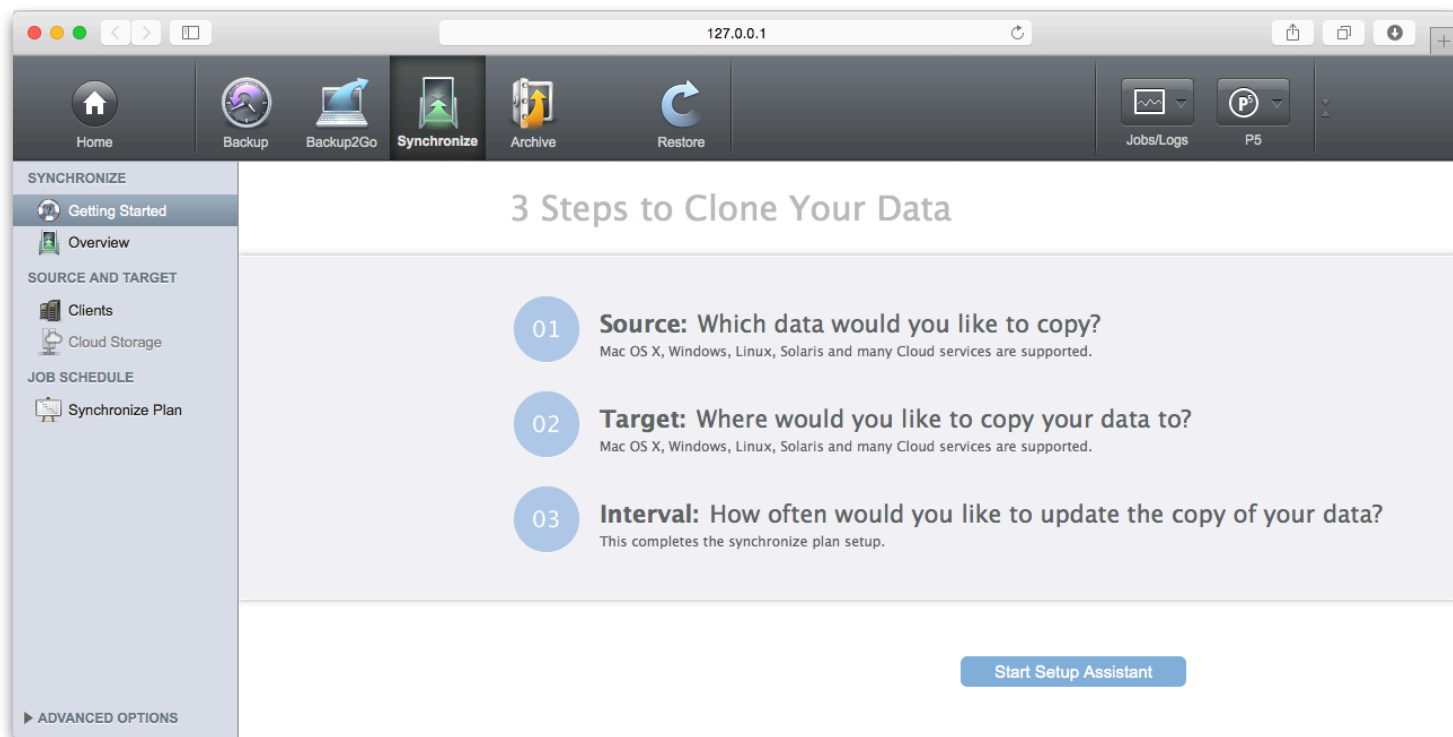 127.0.0.1
Home
Backup
Backup2Go
Synchronize
Archive
Restore
Jobs/Logs
P5
P5
SYNCHRONIZE
Getting Started
Overview
SOURCE AND TARGET
Clients
Cloud Storage
JOB SCHEDULE
Synchronize Plan
ADVANCED OPTIONS
3 Steps to Clone Your Data
01
Source: Which data would you like to copy?
Mac OS X, Windows, Linux, Solaris and many Cloud services are supported.
02
Target: Where would you like to copy your data to?
Mac OS X, Windows, Linux, Solaris and many Cloud services are supported.
03
Interval: How often would you like to update the copy of your data?
This completes the synchronize plan setup.
Start Setup Assistant